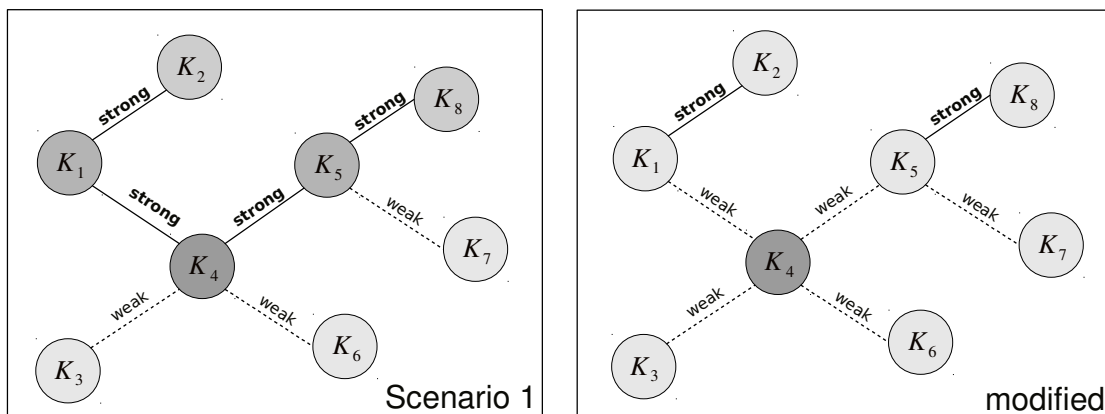 K2
strong
K8
strong
K1
K5
strong
strong
weak
K7
K4
weak
weak
K6
K3
Scenario 1
K2
strong
K8
strong
K1
K5
weak
weak
weak
K7
K4
weak
weak
K6
K3
modified